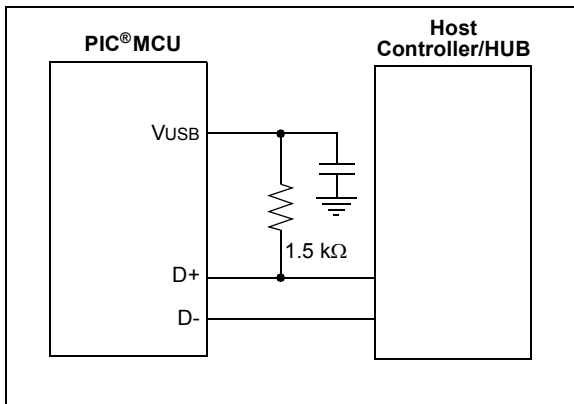 PIC®MCU
Host
Controller/HUB
VUSB
1.5 kΩ
D+
D-